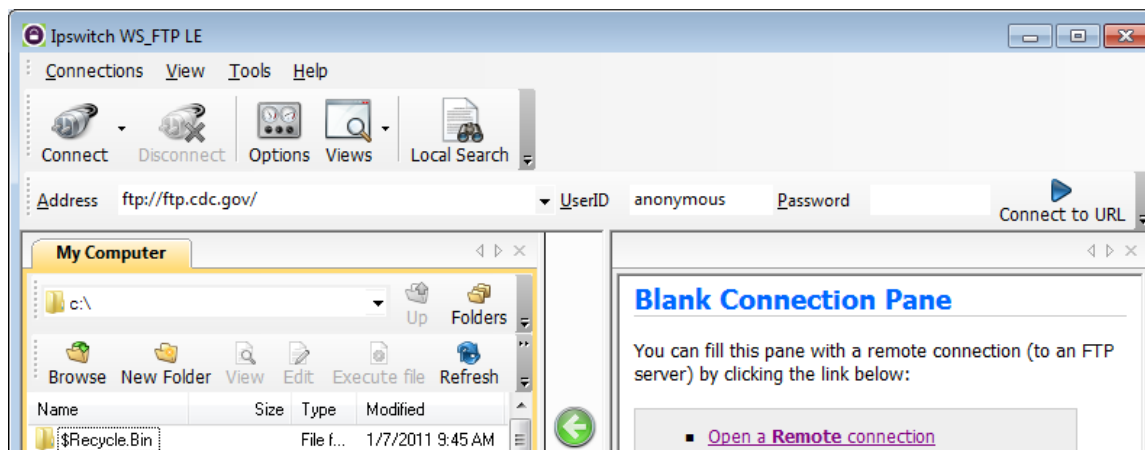 Ipswitch WS_FTP LE
Connections View Tools Help
Connect Disconnect Options Views Local Search
Address ftp://ftp.cdc.gov/ UserID anonymous Password Connect to URL
My Computer
c:\ Up Folders
Browse New Folder View Edit Execute file Refresh
Name Size Type Modified
$Recycle.Bin File f... 1/7/2011 9:45 AM
Blank Connection Pane
You can fill this pane with a remote connection (to an FTP
server) by clicking the link below:
Open a Remote connection